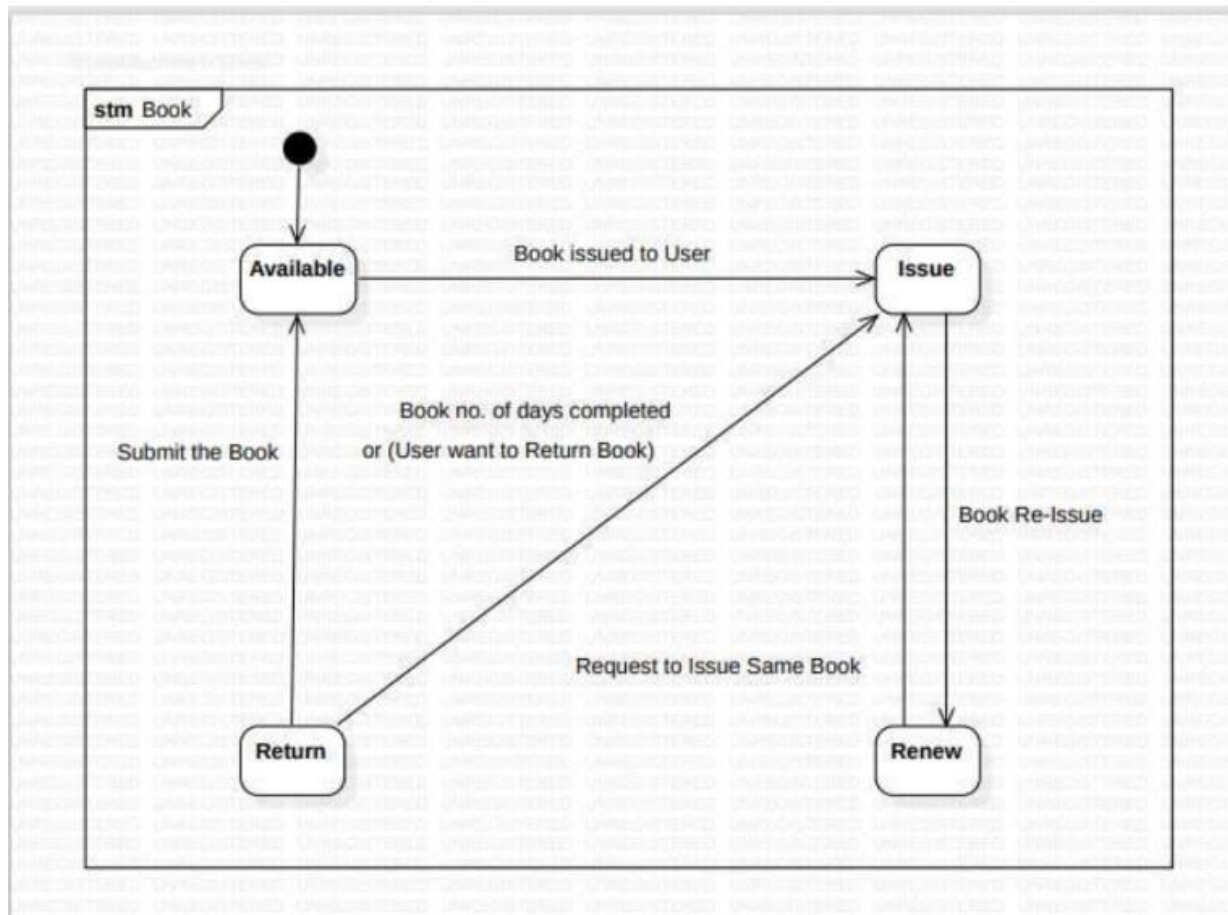 stm Book
Available
Book issued to User
Issue
Book no. of days completed
Submit the Book
or (User want to Return Book)
Book Re-Issue
Request to Issue Same Book
Return
Renew